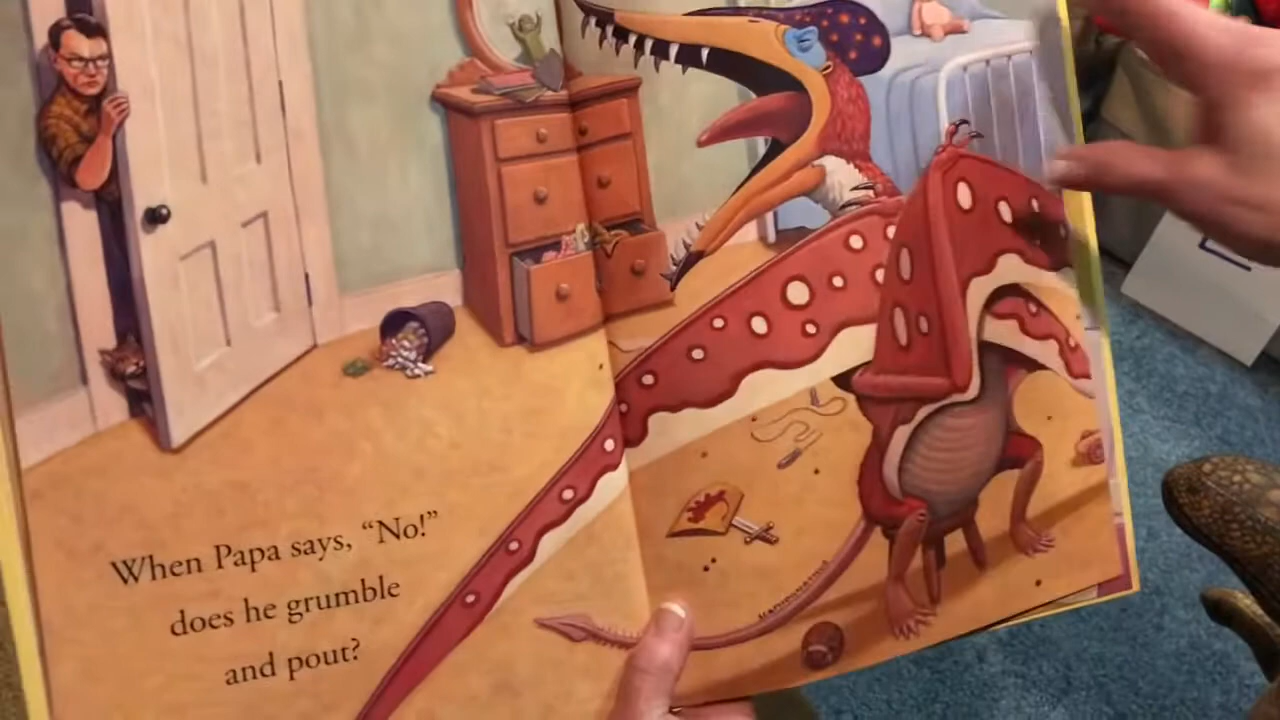 When Papa says, “No!”
does he grumble
and pout?